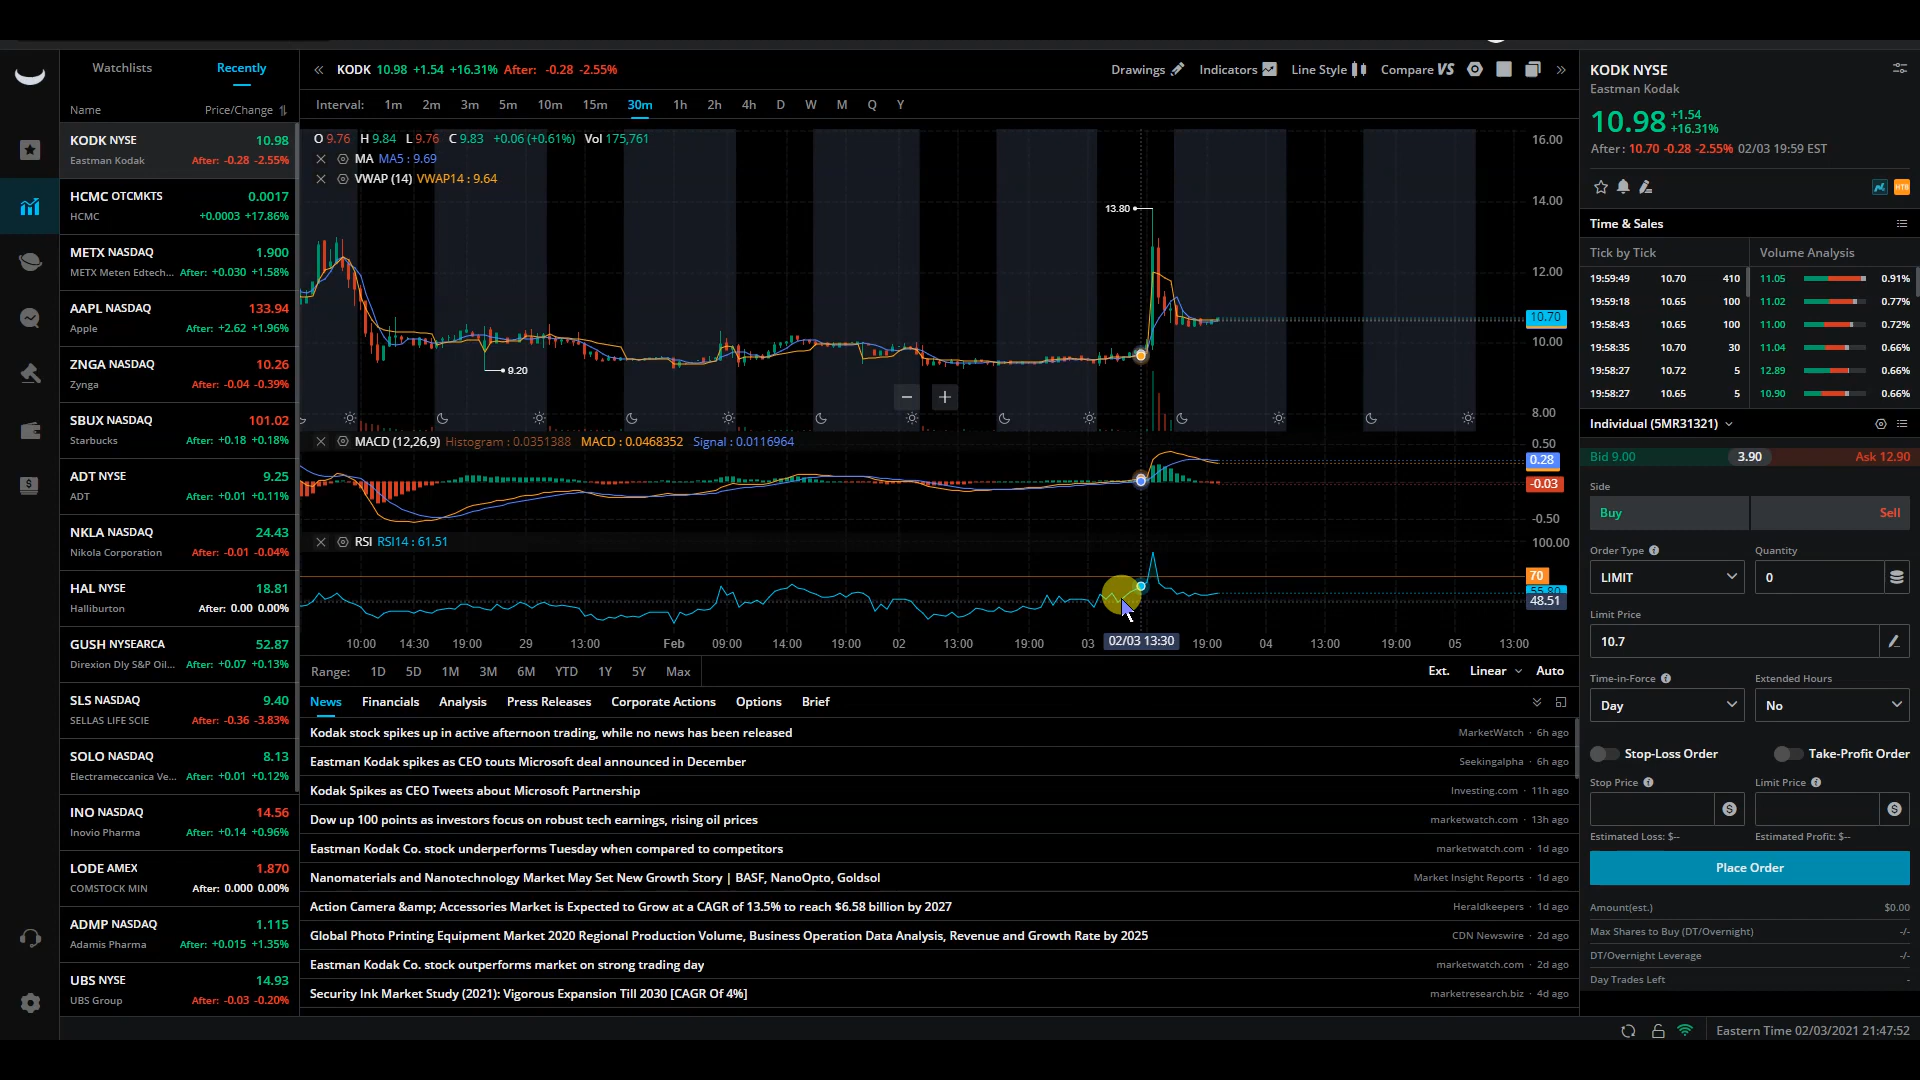 Watchlists
Recently
Name
Price/Change
KODK NYSE 10.98
Eastman Kodak After: -0.28 -2.55%
HCMC OTCMKTS 0.0017
HCMC +0.0003 +17.86%
METX NASDAQ 1.900
METX Meten Edtech... After: +0.030 +1.58%
AAPL NASDAQ 133.94
Apple After: +2.62 +1.96%
ZNGA NASDAQ 10.26
Zynga After: -0.04 -0.39%
SBUX NASDAQ 101.02
Starbucks After: +0.18 +0.18%
ADT NYSE 9.25
ADT After: +0.01 +0.11%
NKLA NASDAQ 24.43
Nikola Corporation After: -0.01 -0.04%
HAL NYSE 18.81
Halliburton After: 0.00 0.00%
GUSH NYSEARCA 52.87
Direxion Dly S&P Oil... After: +0.07 +0.13%
SLS NASDAQ 9.40
SELLAS LIFE SCIE After: -0.36 -3.83%
SOLO NASDAQ 8.13
Electrameccanica Ve... After: +0.01 +0.12%
INO NASDAQ 14.56
Inovio Pharma After: +0.14 +0.96%
LODE AMEX 1.870
COMSTOCK MIN After: 0.000 0.00%
ADMP NASDAQ 1.115
Adamis Pharma After: +0.015 +1.35%
UBS NYSE 14.93
UBS Group After: -0.03 -0.20%
KODK 10.98 +1.54 +16.31% After: -0.28 -2.55%
Drawings Indicators Line Style Compare VS
Interval: 1m 2m 3m 5m 10m 15m 30m 1h 2h 4h D W M Q Y
O 9.76 H 9.84 L 9.76 C 9.83 +0.06 (+0.61%) Vol 175,761
MA MA5 : 9.69
VWAP (14) VWAP14 : 9.64
13.80
9.20
16.00
14.00
12.00
10.70
10.00
8.00
MACD (12,26,9) Histogram : 0.0351388 MACD : 0.0468352 Signal : 0.0116964
0.50
0.28
-0.03
-0.50
RSI RSI14 : 61.51
100.00
70
48.51
10:00 14:30 19:00 29 13:00 Feb 09:00 14:00 19:00 02 13:00 19:00 03 02/03 13:30 19:00 04 13:00 19:00 05 13:00
Range: 1D 5D 1M 3M 6M YTD 1Y 5Y Max
Ext. Linear Auto
News Financials Analysis Press Releases Corporate Actions Options Brief
Kodak stock spikes up in active afternoon trading, while no news has been released MarketWatch · 6h ago
Eastman Kodak spikes as CEO touts Microsoft deal announced in December Seekingalpha · 6h ago
Kodak Spikes as CEO Tweets about Microsoft Partnership Investing.com · 11h ago
Dow up 100 points as investors focus on robust tech earnings, rising oil prices marketwatch.com · 13h ago
Eastman Kodak Co. stock underperforms Tuesday when compared to competitors marketwatch.com · 1d ago
Nanomaterials and Nanotechnology Market May Set New Growth Story | BASF, NanoOpto, Goldsol Market Insight Reports · 1d ago
Action Camera &amp; Accessories Market is Expected to Grow at a CAGR of 13.5% to reach $6.58 billion by 2027 Heraldkeepers · 1d ago
Global Photo Printing Equipment Market 2020 Regional Production Volume, Business Operation Data Analysis, Revenue and Growth Rate by 2025 CDN Newswire · 2d ago
Eastman Kodak Co. stock outperforms market on strong trading day marketwatch.com · 2d ago
Security Ink Market Study (2021): Vigorous Expansion Till 2030 [CAGR Of 4%] marketresearch.biz · 4d ago
KODK NYSE
Eastman Kodak
10.98 +1.54
+16.31%
After: 10.70 -0.28 -2.55% 02/03 19:59 EST
HTB
Time & Sales
Tick by Tick Volume Analysis
19:59:49 10.70 410 11.05 0.91%
19:59:18 10.65 100 11.02 0.77%
19:58:43 10.65 100 11.00 0.72%
19:58:35 10.70 30 11.04 0.66%
19:58:27 10.72 5 12.89 0.66%
19:58:27 10.65 5 10.90 0.66%
Individual (5MR31321)
Bid 9.00 3.90 Ask 12.90
Side
Buy Sell
Order Type Quantity
LIMIT 0
Limit Price
10.7
Time-in-Force Extended Hours
Day No
Stop-Loss Order Take-Profit Order
Stop Price Limit Price
Estimated Loss: $-- Estimated Profit: $--
Place Order
Amount(est.) $0.00
Max Shares to Buy (DT/Overnight) -/-
DT/Overnight Leverage -/-
Day Trades Left -
Eastern Time 02/03/2021 21:47:52